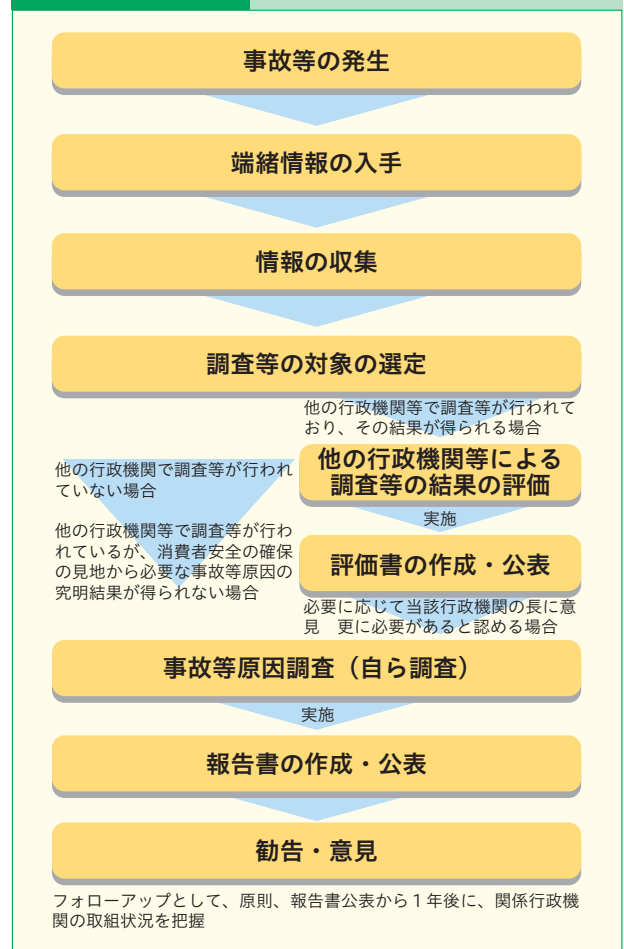 事故等の発生
端緒情報の入手
情報の収集
調査等の対象の選定
他の行政機関等で調査等が行われて
おり、その結果が得られる場合
他の行政機関等による
調査等の結果の評価
実施
評価書の作成・公表
必要に応じて当該行政機関の長に意
見　更に必要があると認める場合
他の行政機関で調査等が行われ
ていない場合
他の行政機関等で調査等が行わ
れているが、消費者安全の確保
の見地から必要な事故等原因の
究明結果が得られない場合
事故等原因調査（自ら調査）
実施
報告書の作成・公表
勧告・意見
フォローアップとして、原則、報告書公表から１年後に、関係行政機
関の取組状況を把握